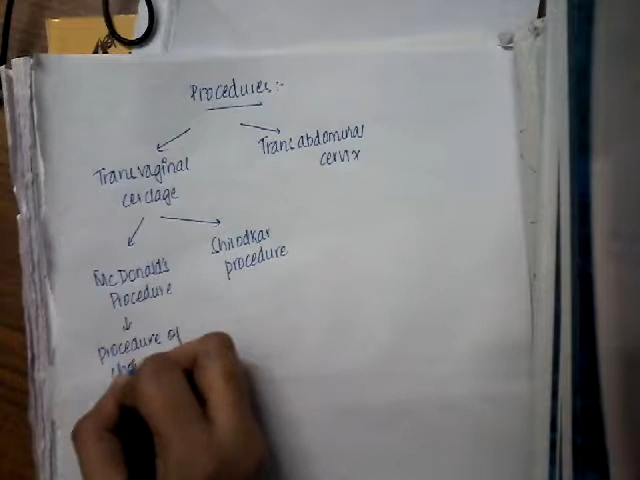 Procedures:-
Transvaginal
cerclage
Transabdominal
cervix
McDonald's
Procedure
Shirodkar
procedure
procedure of